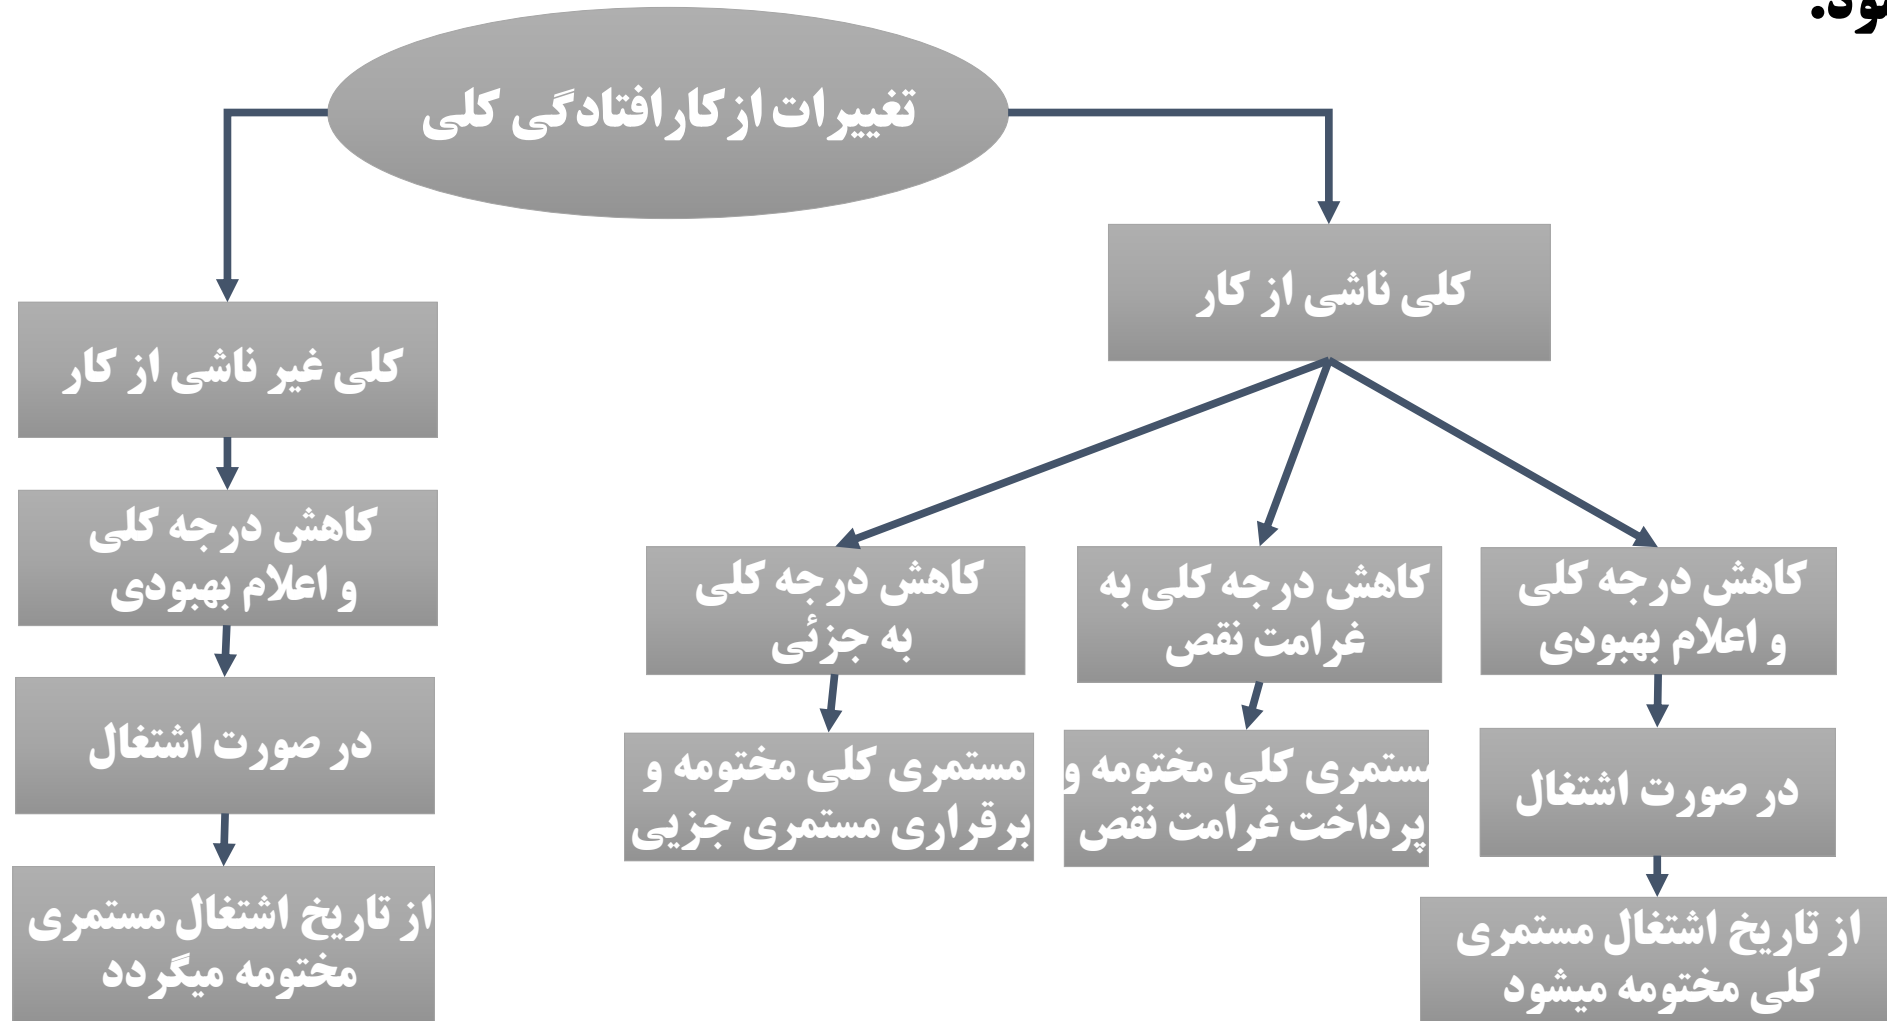 تغییرات ازکارافتادگی کلی
کلی ناشی از کار
کاهش درجه کلی
و اعلام بهبودی
در صورت اشتغال
از تاریخ اشتغال مستمری
کلی مختومه میشود
کاهش درجه کلی به
غرامت نقص
مستمری کلی مختومه و
پرداخت غرامت نقص
کاهش درجه کلی
به جزئی
مستمری کلی مختومه و
برقراری مستمری جزیی
کلی غیر ناشی از کار
کاهش درجه کلی
و اعلام بهبودی
در صورت اشتغال
از تاریخ اشتغال مستمری
مختومه میگردد